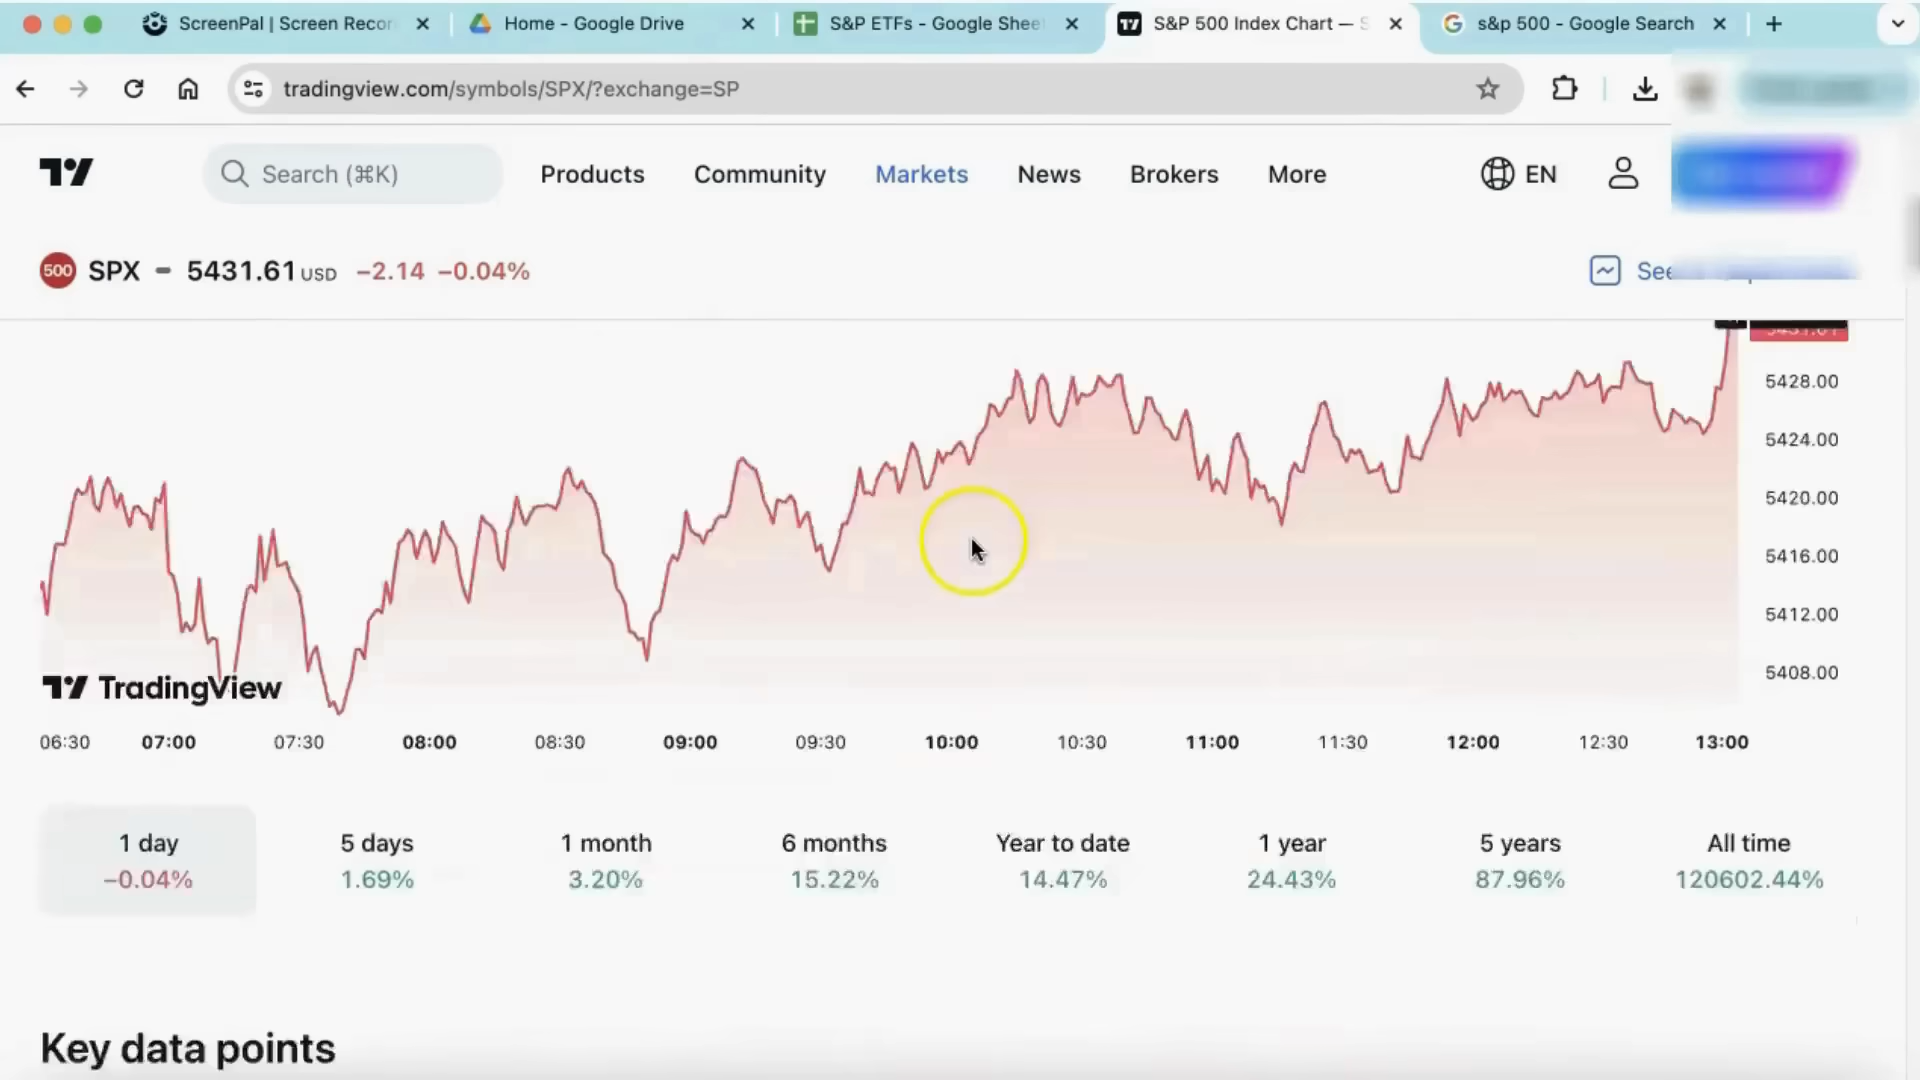 ScreenPal | Screen Recor
Home - Google Drive
S&P ETFs - Google Shee
S&P 500 Index Chart — S
s&p 500 - Google Search
tradingview.com/symbols/SPX/?exchange=SP
Search (⌘K)
Products
Community
Markets
News
Brokers
More
EN
500 SPX 5431.61 USD −2.14 −0.04%
See
5431.61
5428.00
5424.00
5420.00
5416.00
5412.00
5408.00
TradingView
06:30 07:00 07:30 08:00 08:30 09:00 09:30 10:00 10:30 11:00 11:30 12:00 12:30 13:00
1 day 5 days 1 month 6 months Year to date 1 year 5 years All time
−0.04% 1.69% 3.20% 15.22% 14.47% 24.43% 87.96% 120602.44%
Key data points